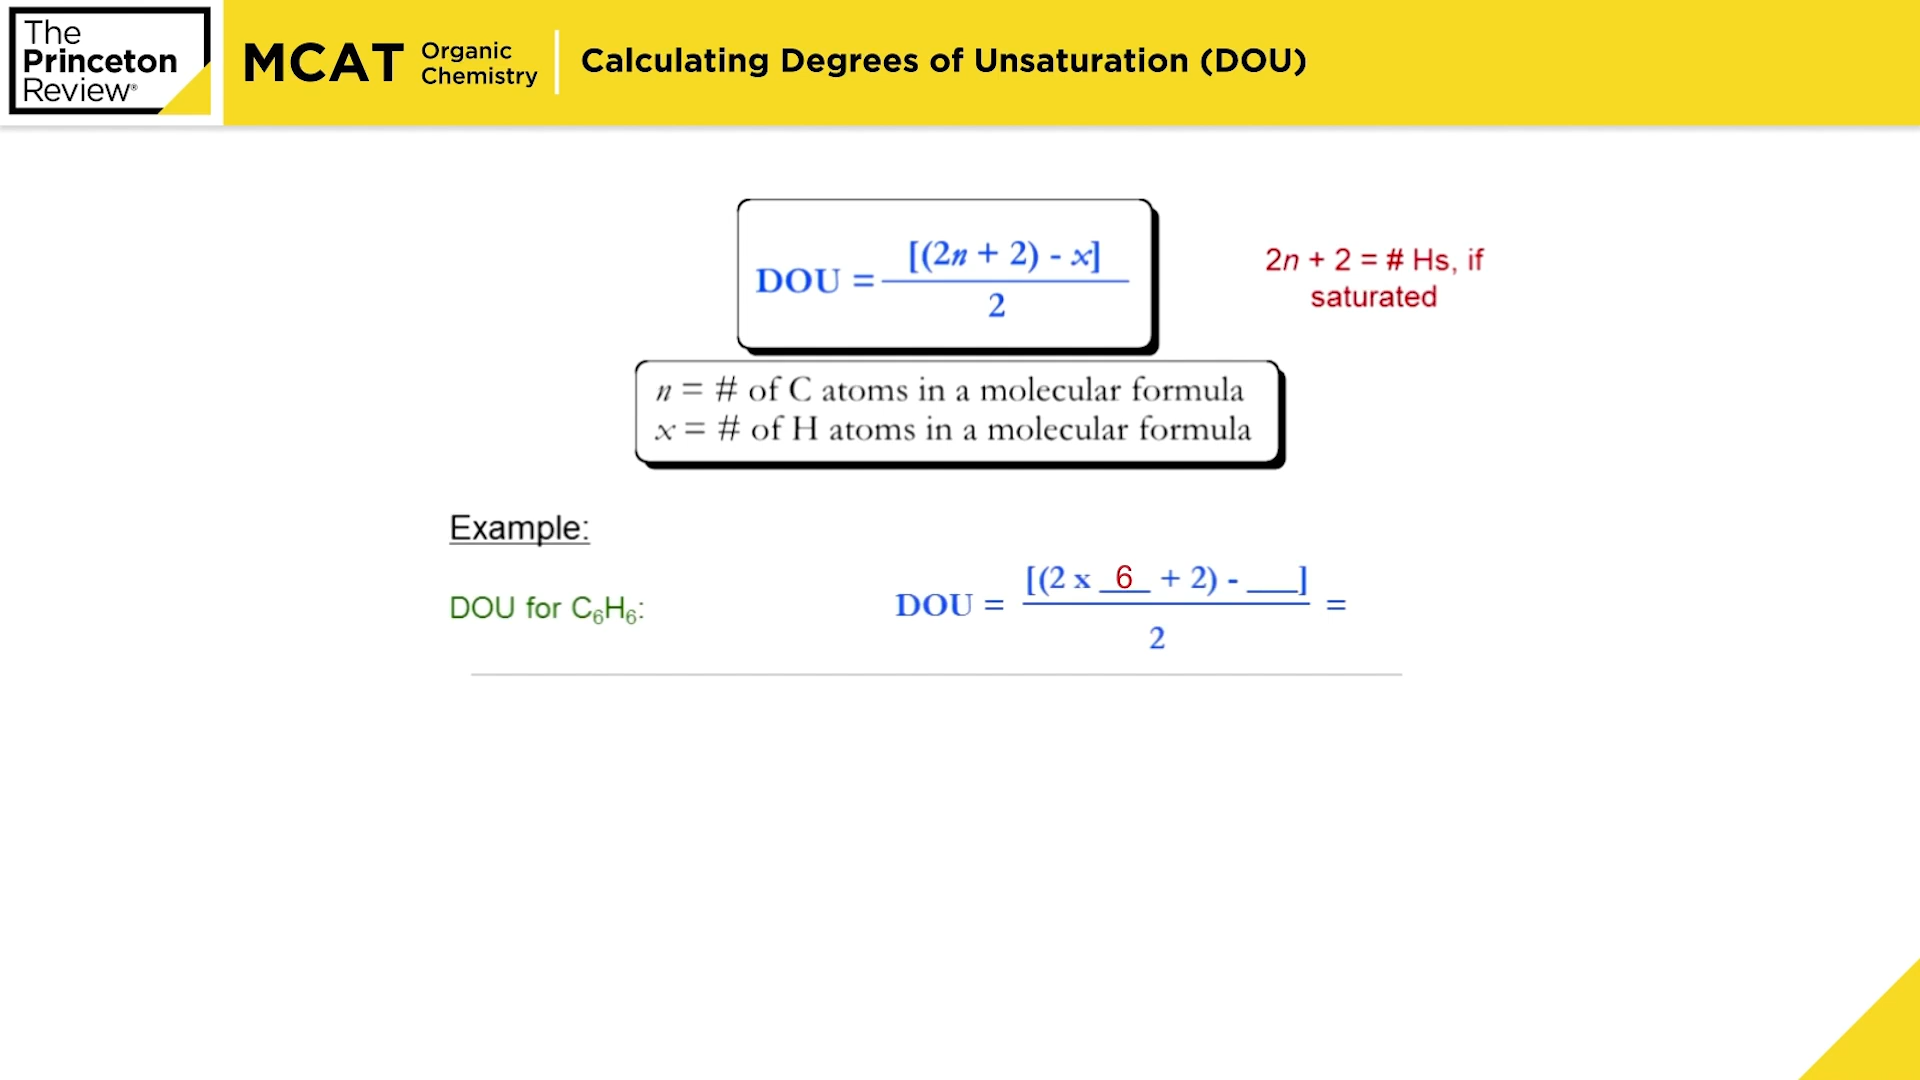 The
Princeton
Review®
MCAT Organic Chemistry
Calculating Degrees of Unsaturation (DOU)
DOU = [(2n + 2) - x]
2
2n + 2 = # Hs, if
saturated
n = # of C atoms in a molecular formula
x = # of H atoms in a molecular formula
Example:
DOU for C₆H₆:
DOU = [(2 x _6_ + 2) - ___] =
2